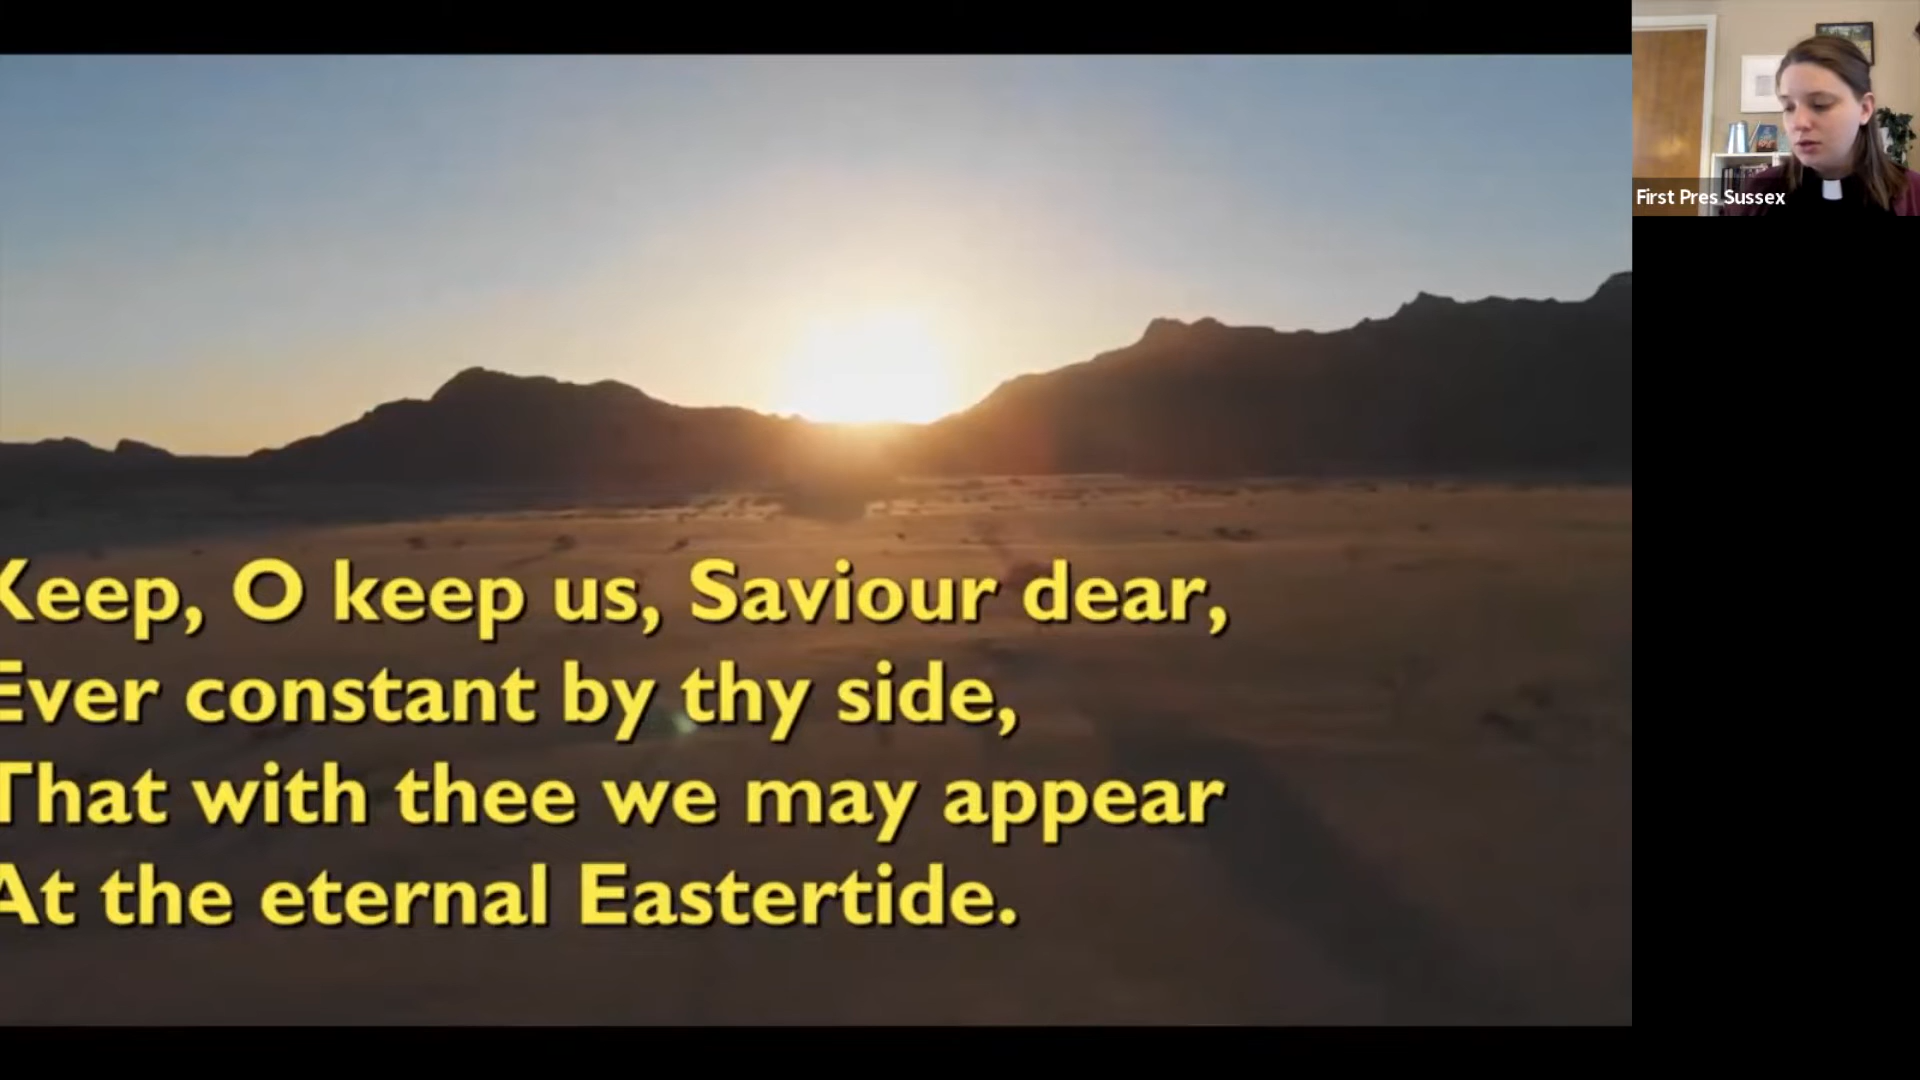 Keep, O keep us, Saviour dear,
Ever constant by thy side,
That with thee we may appear
At the eternal Eastertide.
First Pres Sussex